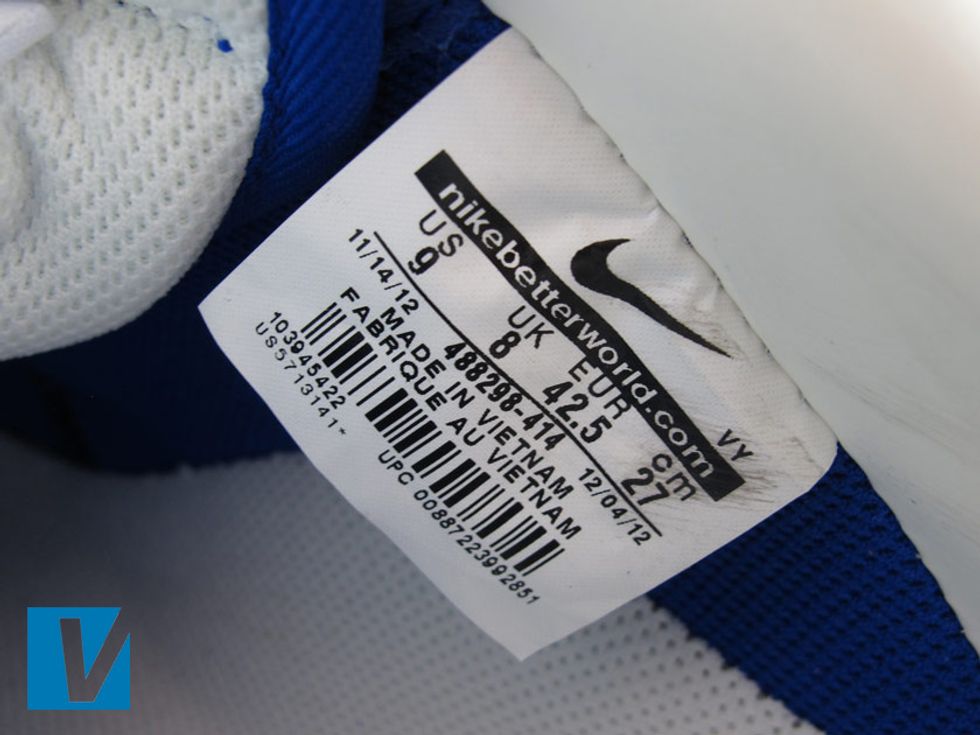 nikebetterworld.com
VY
US UK EUR cm
9 8 42.5 27
11/14/12 488298-414 12/04/12
MADE IN VIETNAM
FABRIQUE AU VIETNAM
103945422
US5713141*
UPC 00887223992851
V